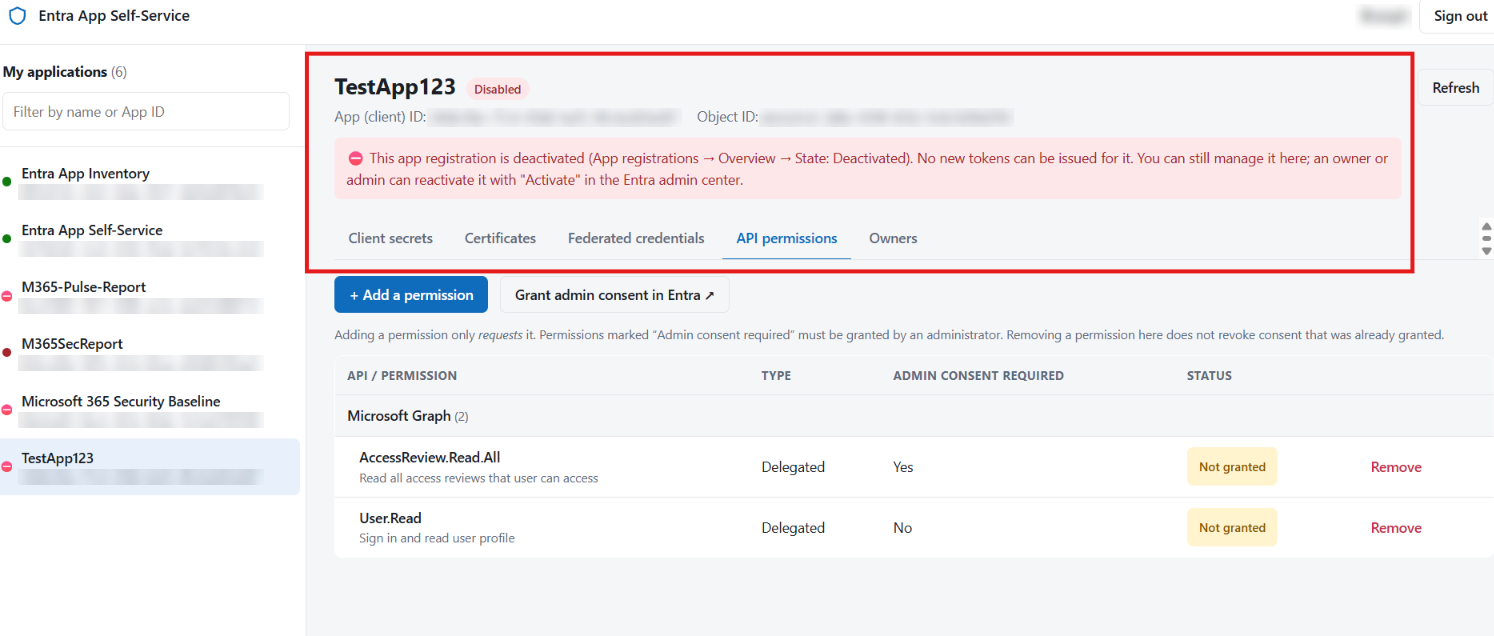 Entra App Self-Service
Sign out
My applications (6)
Filter by name or App ID
Entra App Inventory
Entra App Self-Service
M365-Pulse-Report
M365SecReport
Microsoft 365 Security Baseline
TestApp123
TestApp123 Disabled
Refresh
App (client) ID: Object ID:
This app registration is deactivated (App registrations → Overview → State: Deactivated). No new tokens can be issued for it. You can still manage it here; an owner or
admin can reactivate it with "Activate" in the Entra admin center.
Client secrets Certificates Federated credentials API permissions Owners
+ Add a permission Grant admin consent in Entra ↗
Adding a permission only requests it. Permissions marked “Admin consent required” must be granted by an administrator. Removing a permission here does not revoke consent that was already granted.
API / PERMISSION TYPE ADMIN CONSENT REQUIRED STATUS
Microsoft Graph (2)
AccessReview.Read.All Delegated Yes Not granted Remove
Read all access reviews that user can access
User.Read Delegated No Not granted Remove
Sign in and read user profile